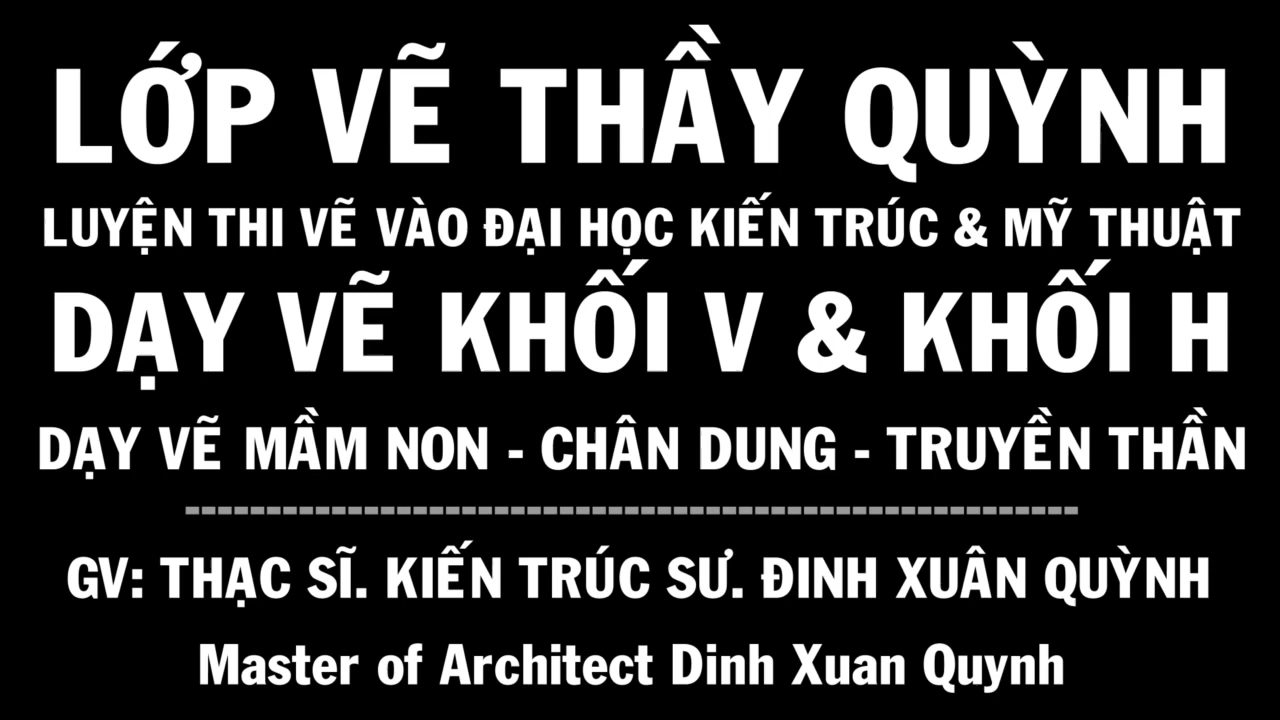 LỚP VẼ THẦY QUỲNH
LUYỆN THI VẼ VÀO ĐẠI HỌC KIẾN TRÚC & MỸ THUẬT
DẠY VẼ KHỐI V & KHỐI H
DẠY VẼ MẦM NON - CHÂN DUNG - TRUYỀN THẦN
GV: THẠC SĨ. KIẾN TRÚC SƯ. ĐINH XUÂN QUỲNH
Master of Architect Dinh Xuan Quynh